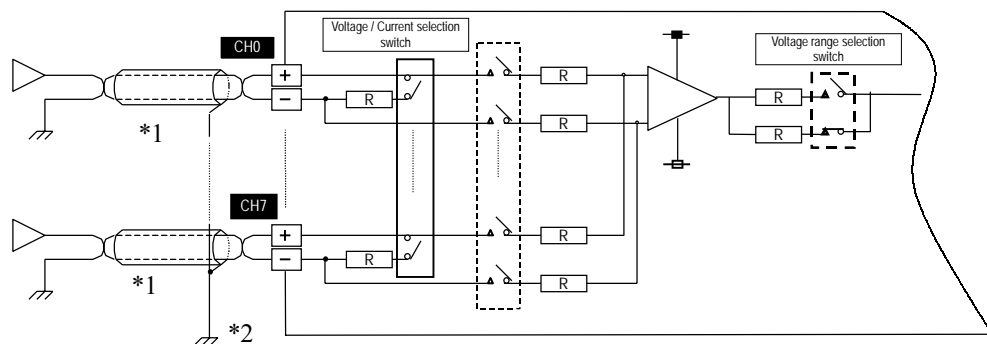 Voltage / Current selection
switch
Voltage range selection
switch
CH0
+
−
R
R
R
R
R
*1
CH7
+
−
R
R
R
*1
*2